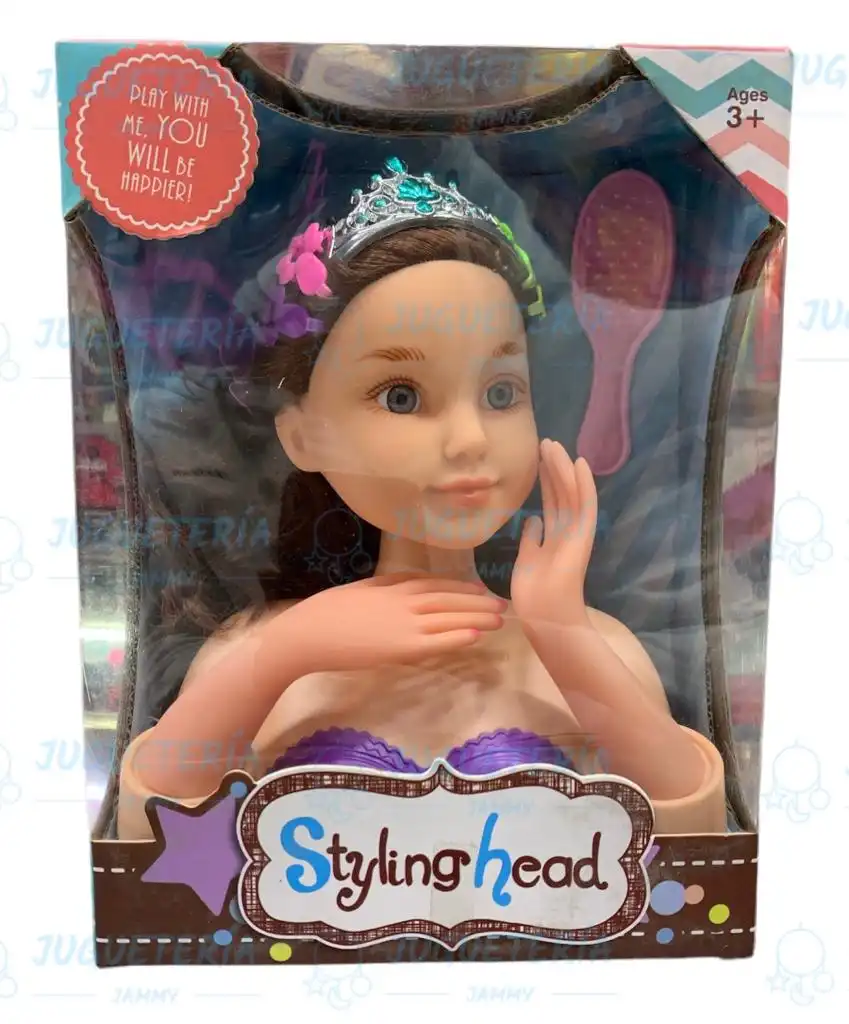 PLAY WITH
ME, YOU
WILL BE
HAPPIER!
Ages
3+
Styling head
JUGUETERÍA
JAMMY